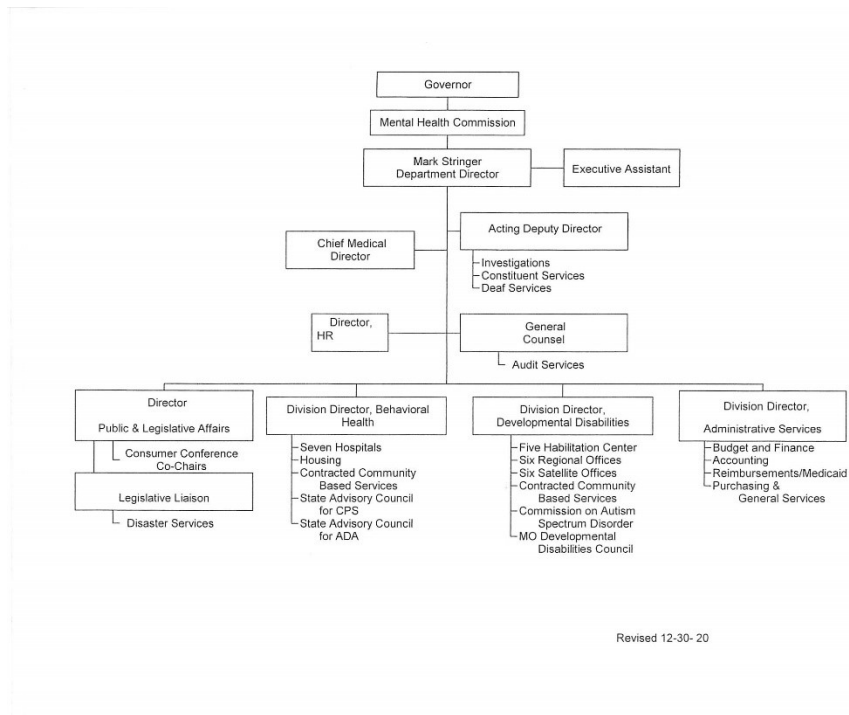 Governor
Mental Health Commission
Mark Stringer
Department Director
Executive Assistant
Acting Deputy Director
Chief Medical
Director
Investigations
Constituent Services
Deaf Services
Director,
HR
General
Counsel
Audit Services
Director
Public & Legislative Affairs
Consumer Conference
Co-Chairs
Legislative Liaison
Disaster Services
Division Director, Behavioral
Health
Seven Hospitals
Housing
Contracted Community
Based Services
State Advisory Council
for CPS
State Advisory Council
for ADA
Division Director,
Developmental Disabilities
Five Habilitation Center
Six Regional Offices
Six Satellite Offices
Contracted Community
Based Services
Commission on Autism
Spectrum Disorder
MO Developmental
Disabilities Council
Division Director,
Administrative Services
Budget and Finance
Accounting
Reimbursements/Medicaid
Purchasing &
General Services
Revised 12-30- 20